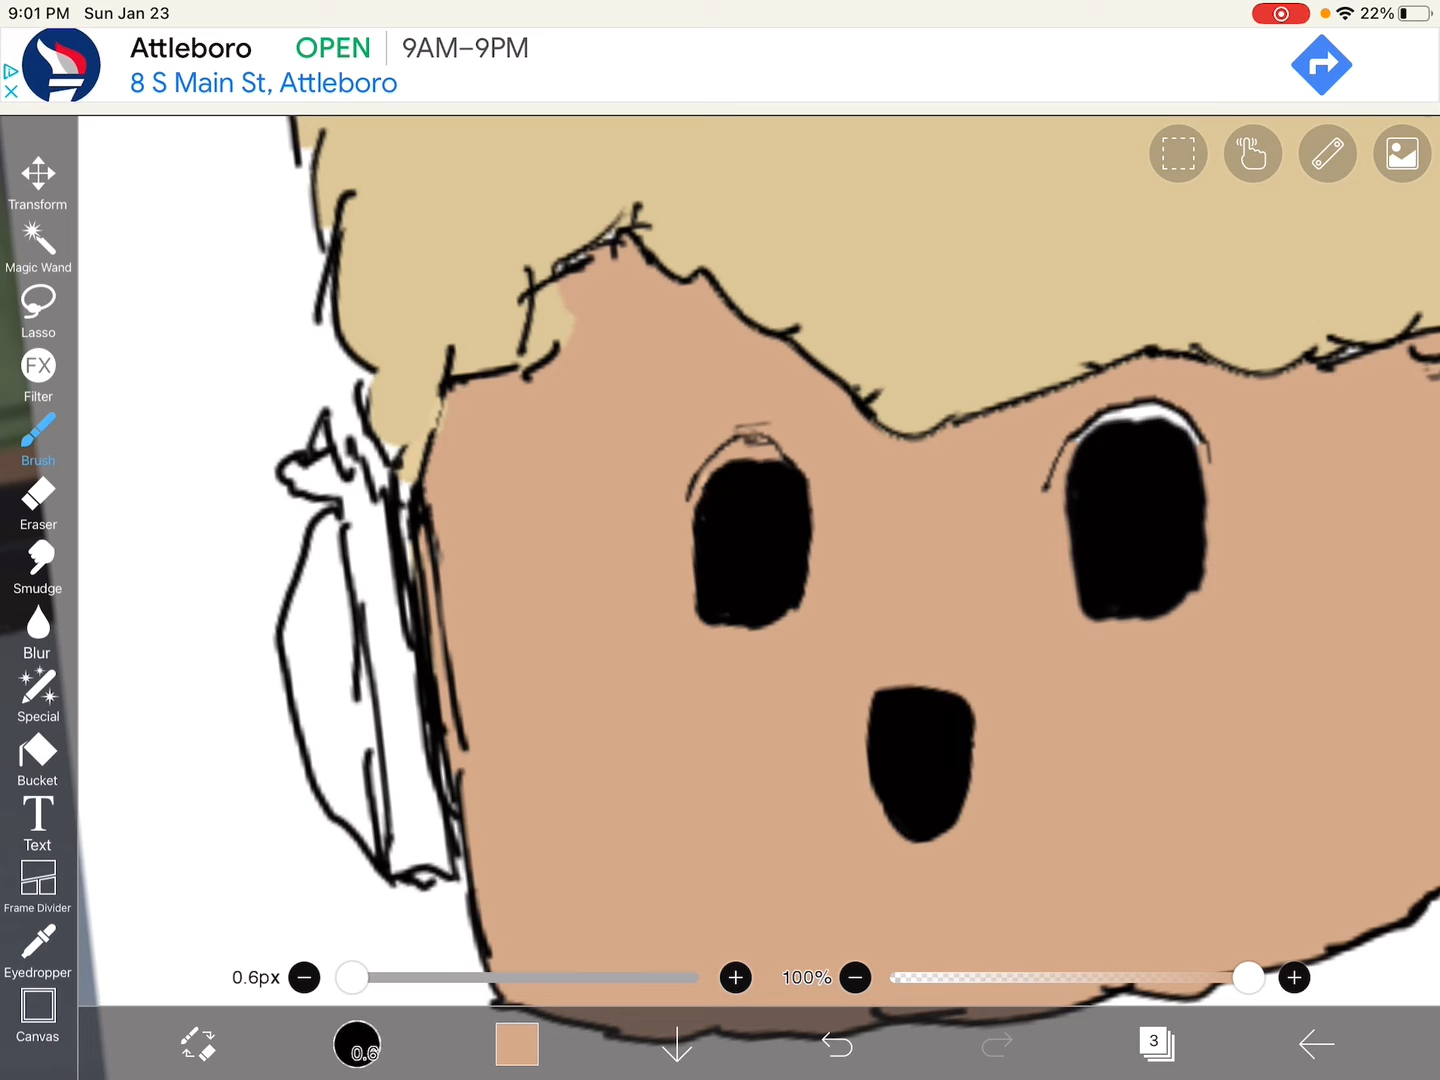 9:01 PM Sun Jan 23
22%
Attleboro OPEN 9AM–9PM
8 S Main St, Attleboro
Transform
Magic Wand
Lasso
FX
Filter
Brush
Eraser
Smudge
Blur
Special
Bucket
T
Text
Frame Divider
Eyedropper
Canvas
0.6px
100%
0.6
3